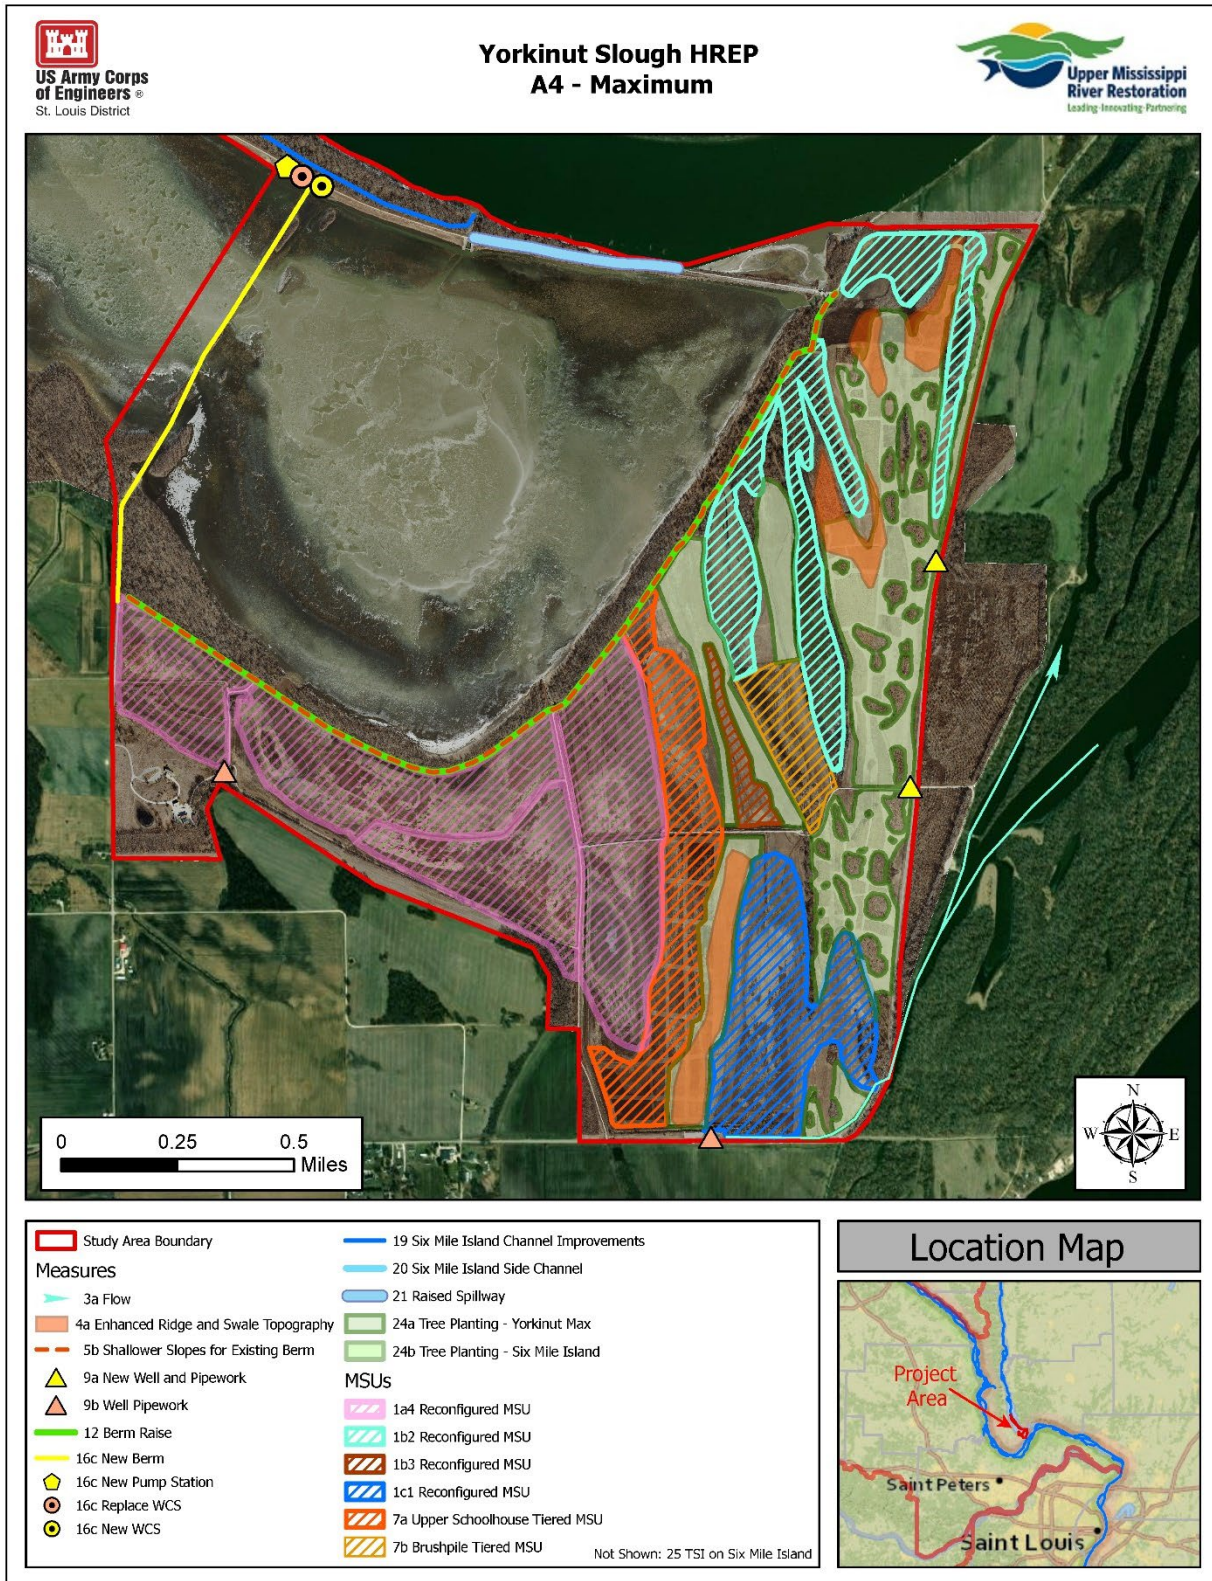 US Army Corps
of Engineers ®
St. Louis District
Yorkinut Slough HREP
A4 - Maximum
Upper Mississippi
River Restoration
Leading-Innovating-Partnering
N
W E
S
0 0.25 0.5
Miles
Study Area Boundary
Measures
3a Flow
4a Enhanced Ridge and Swale Topography
5b Shallower Slopes for Existing Berm
9a New Well and Pipework
9b Well Pipework
12 Berm Raise
16c New Berm
16c New Pump Station
16c Replace WCS
16c New WCS
19 Six Mile Island Channel Improvements
20 Six Mile Island Side Channel
21 Raised Spillway
24a Tree Planting - Yorkinut Max
24b Tree Planting - Six Mile Island
MSUs
1a4 Reconfigured MSU
1b2 Reconfigured MSU
1b3 Reconfigured MSU
1c1 Reconfigured MSU
7a Upper Schoolhouse Tiered MSU
7b Brushpile Tiered MSU
Not Shown: 25 TSI on Six Mile Island
Location Map
Project
Area
Saint Peters
Saint Louis